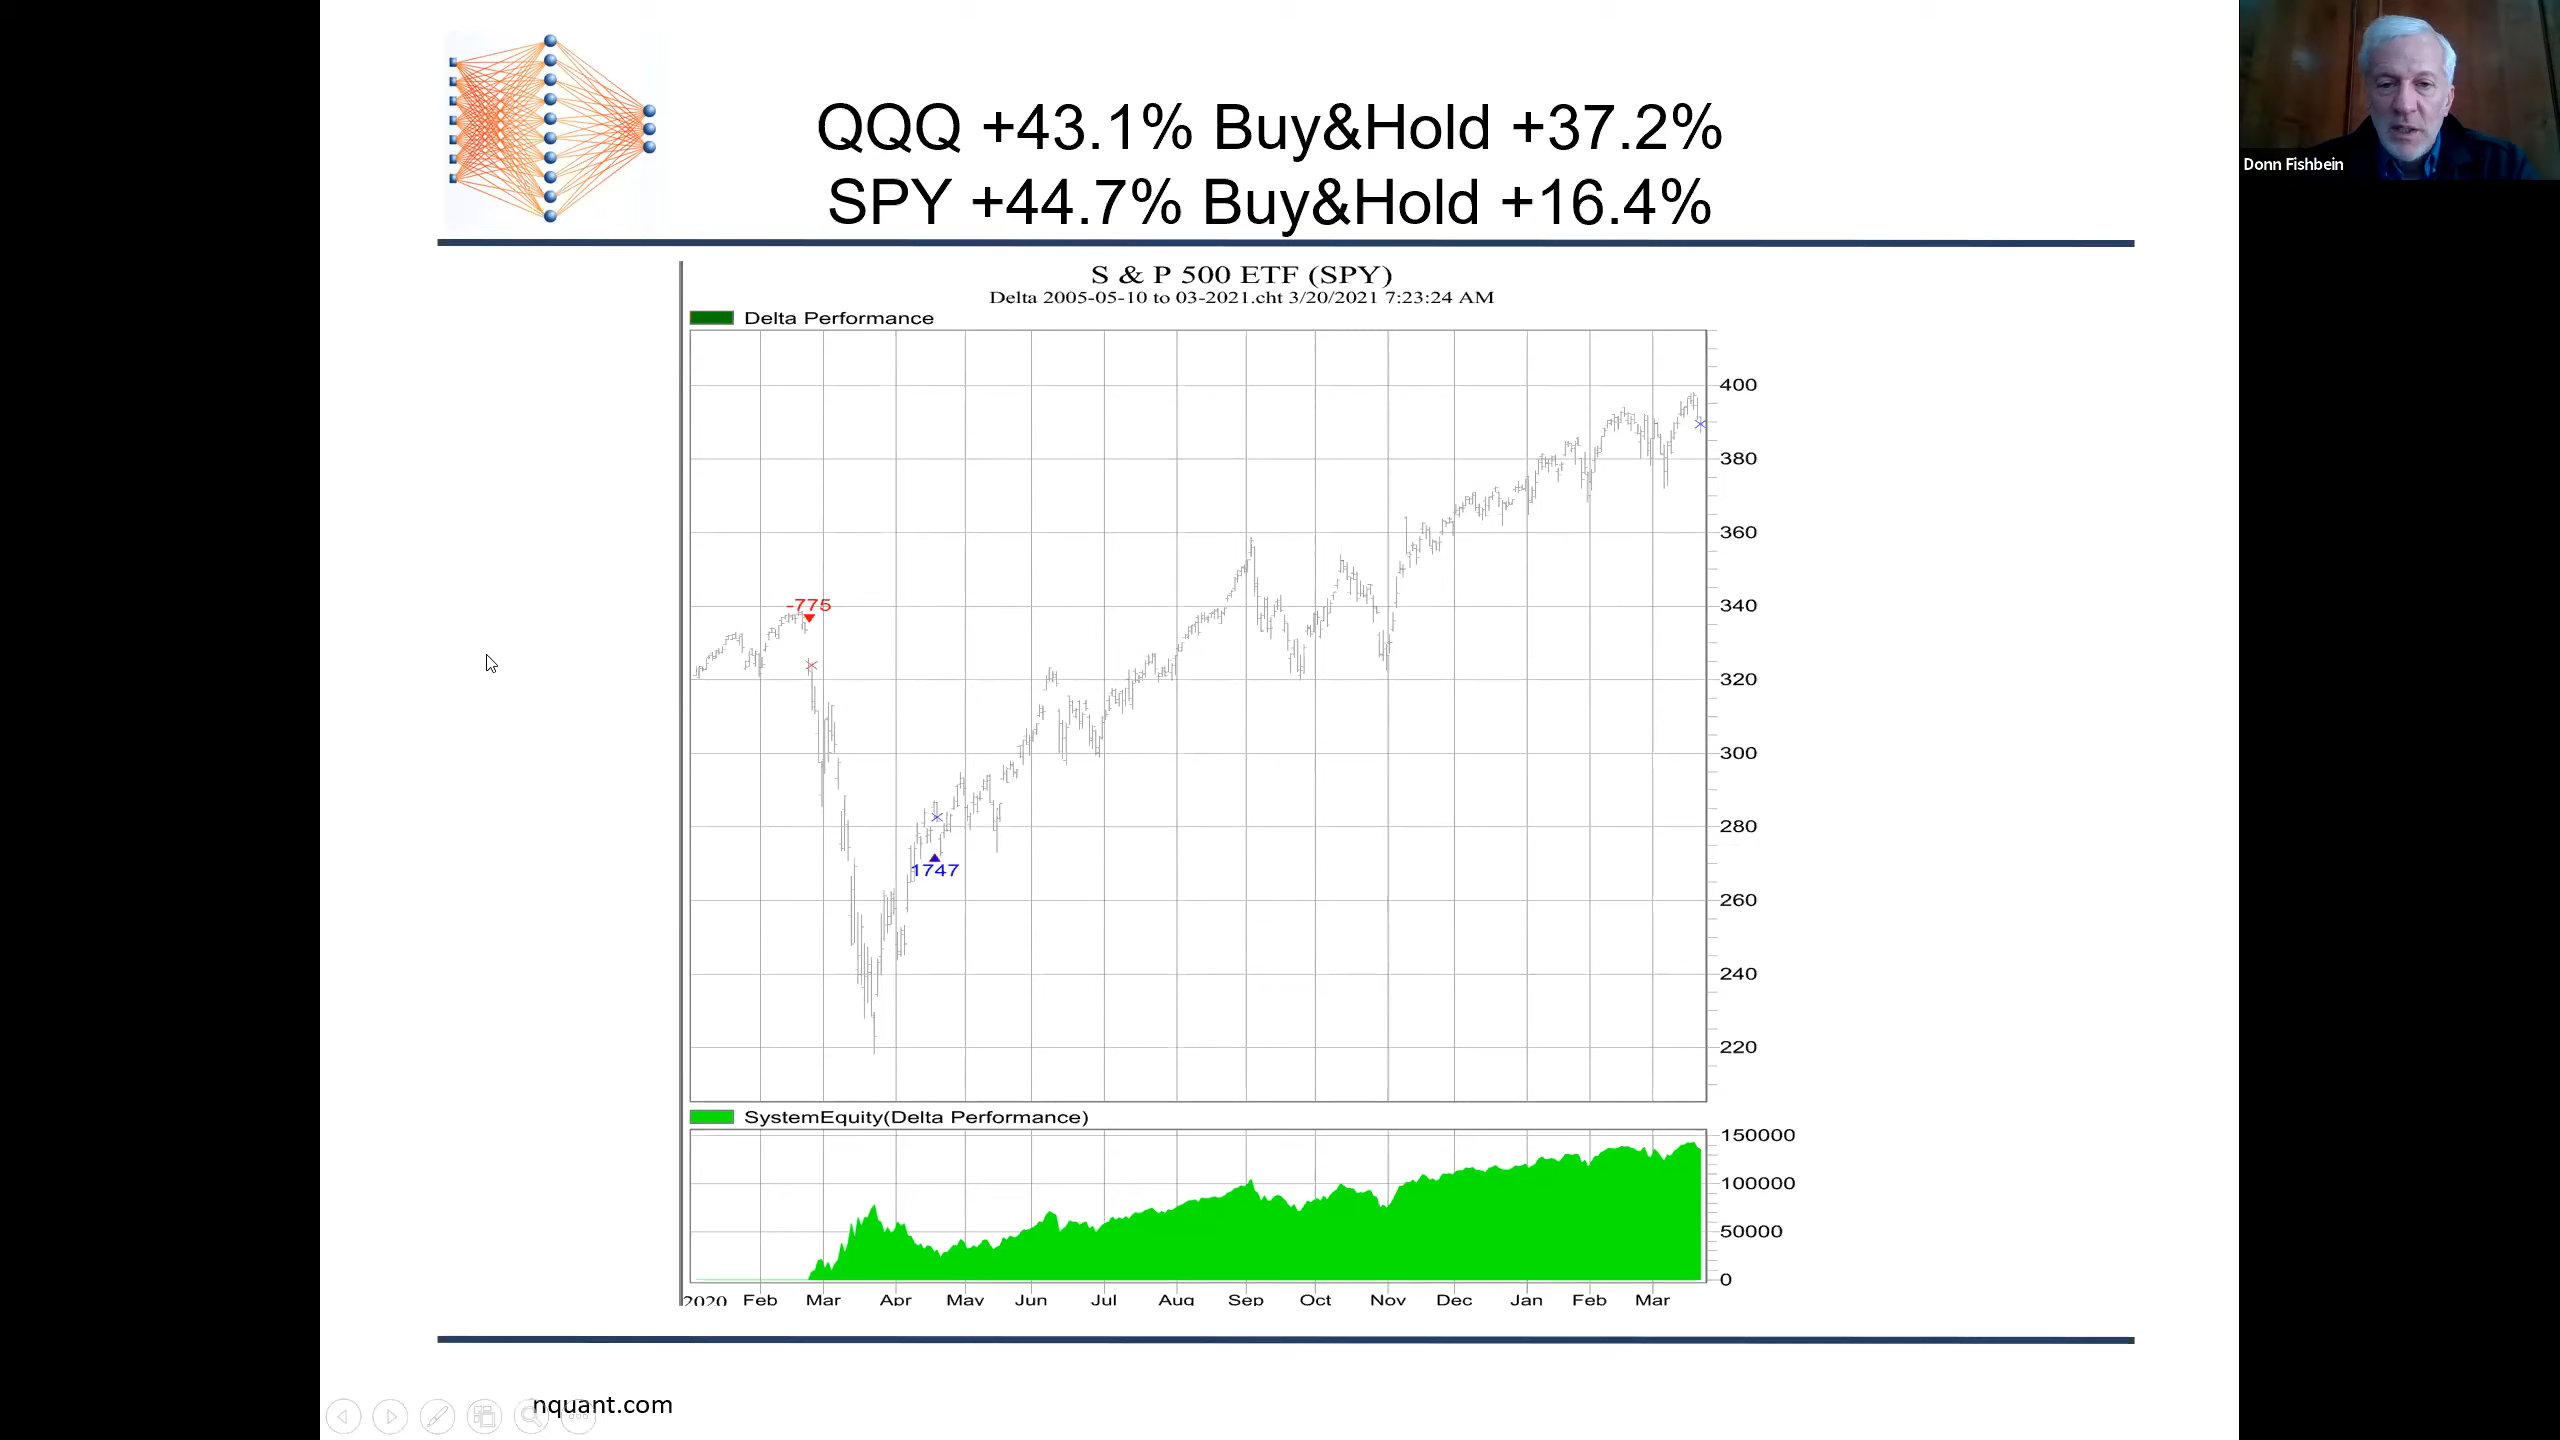 QQQ +43.1% Buy&Hold +37.2%
SPY +44.7% Buy&Hold +16.4%
Donn Fishbein
S & P 500 ETF (SPY)
Delta 2005-05-10 to 03-2021.cht 3/20/2021 7:23:24 AM
Delta Performance
400
380
360
-775
340
320
300
280
1747
260
240
220
SystemEquity(Delta Performance)
150000
100000
50000
0
2020 Feb Mar Apr May Jun Jul Aug Sep Oct Nov Dec Jan Feb Mar
nquant.com